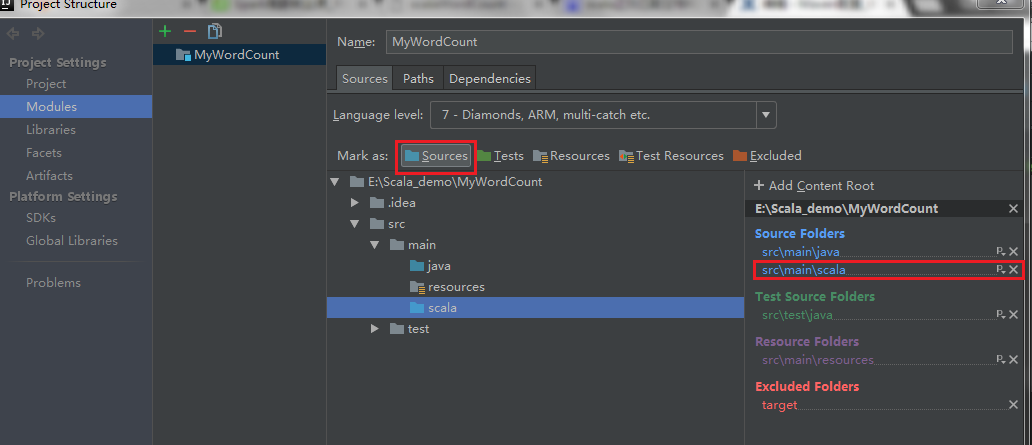 Project Structure
Project Settings
Project
Modules
Libraries
Facets
Artifacts
Platform Settings
SDKs
Global Libraries
Problems
MyWordCount
Name: MyWordCount
Sources Paths Dependencies
Language level: 7 - Diamonds, ARM, multi-catch etc.
Mark as: Sources Tests Resources Test Resources Excluded
E:\Scala_demo\MyWordCount
.idea
src
main
java
resources
scala
test
Add Content Root
E:\Scala_demo\MyWordCount
Source Folders
src\main\java
src\main\scala
Test Source Folders
src\test\java
Resource Folders
src\main\resources
Excluded Folders
target